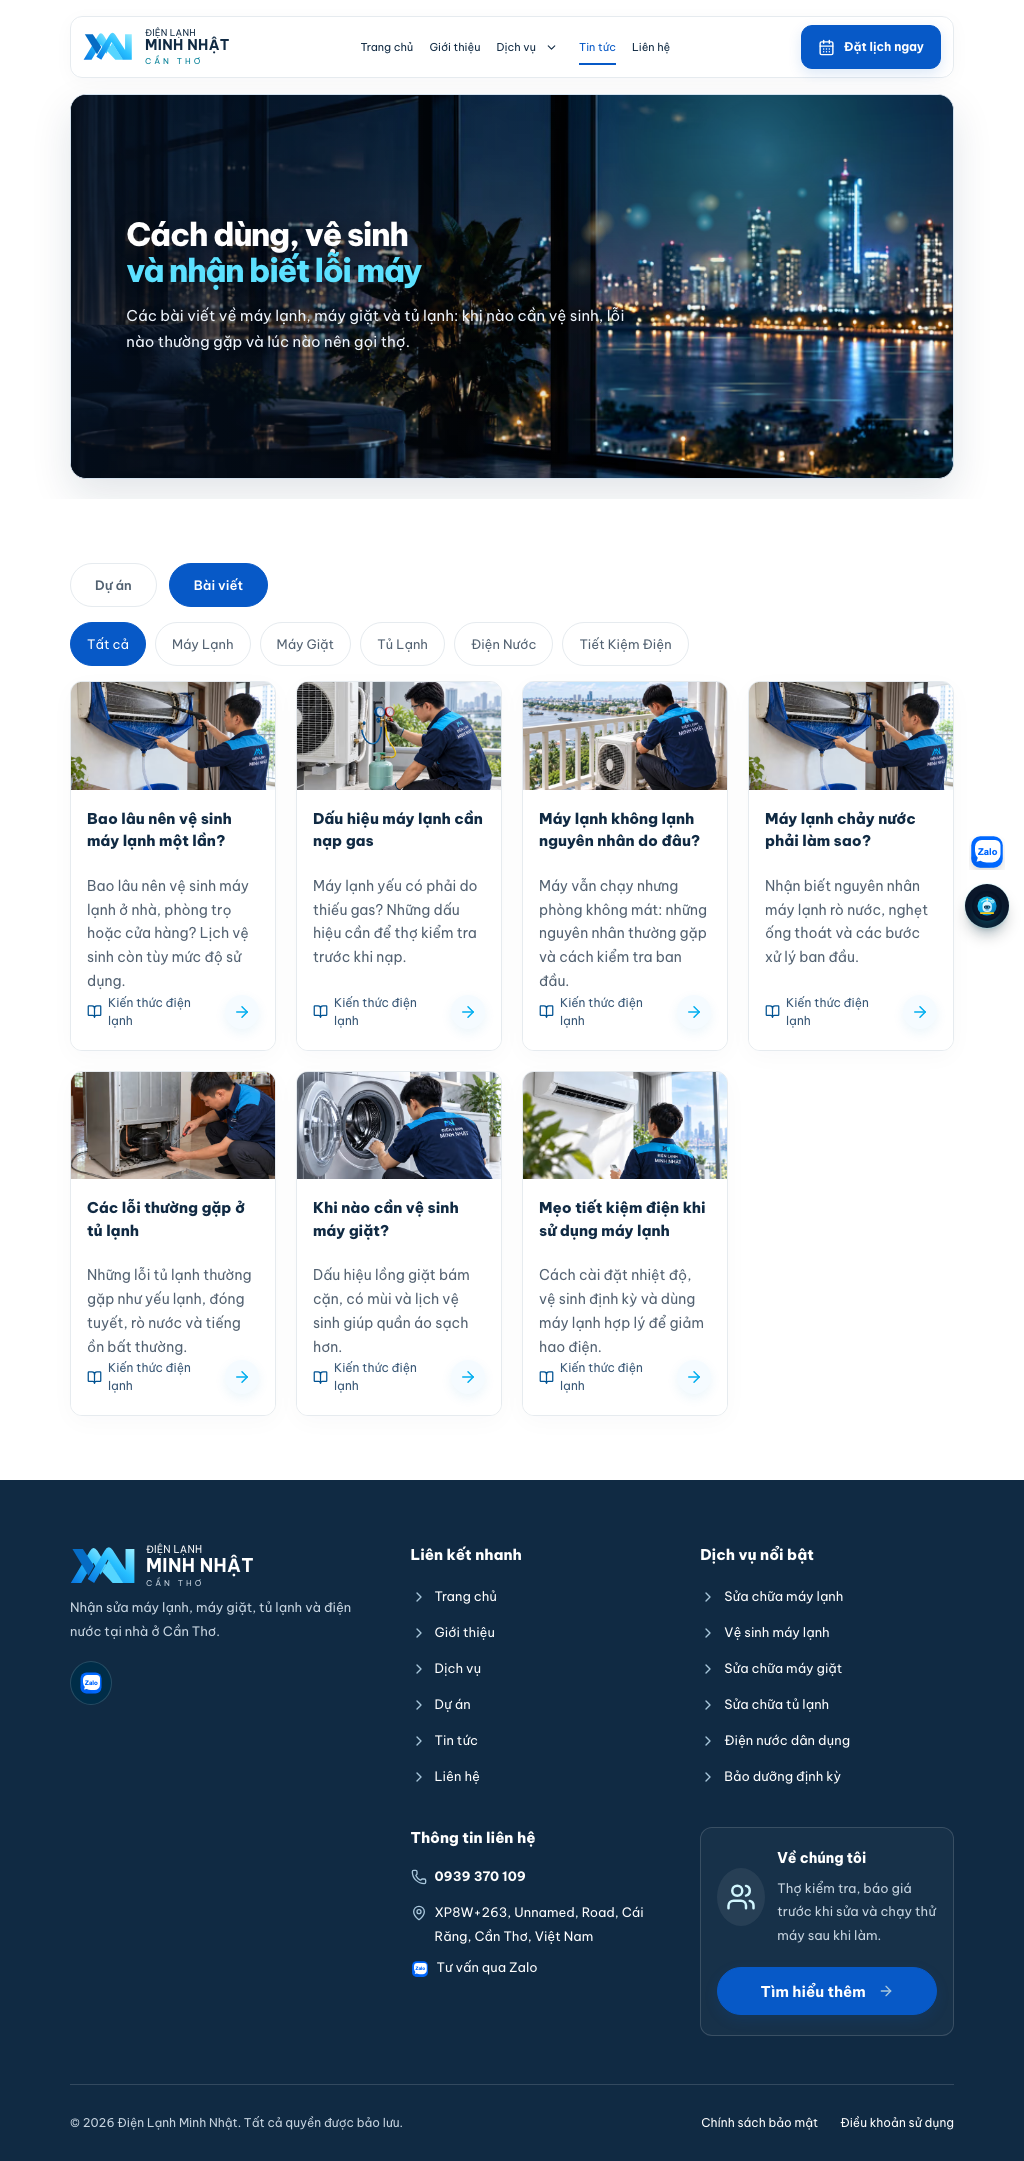 ĐIỆN LẠNH
MINH NHẬT
CẦN THƠ
Trang chủ
Giới thiệu
Dịch vụ
Tin tức
Liên hệ
Đặt lịch ngay
Cách dùng, vệ sinh
và nhận biết lỗi máy
Các bài viết về máy lạnh, máy giặt và tủ lạnh: khi nào cần vệ sinh, lỗi
nào thường gặp và lúc nào nên gọi thợ.
Dự án
Bài viết
Tất cả
Máy Lạnh
Máy Giặt
Tủ Lạnh
Điện Nước
Tiết Kiệm Điện
Bao lâu nên vệ sinh
máy lạnh một lần?
Bao lâu nên vệ sinh máy
lạnh ở nhà, phòng trọ
hoặc cửa hàng? Lịch vệ
sinh còn tùy mức độ sử
dụng.
Kiến thức điện
lạnh
Dấu hiệu máy lạnh cần
nạp gas
Máy lạnh yếu có phải do
thiếu gas? Những dấu
hiệu cần để thợ kiểm tra
trước khi nạp.
Kiến thức điện
lạnh
Máy lạnh không lạnh
nguyên nhân do đâu?
Máy vẫn chạy nhưng
phòng không mát: những
nguyên nhân thường gặp
và cách kiểm tra ban
đầu.
Kiến thức điện
lạnh
Máy lạnh chảy nước
phải làm sao?
Nhận biết nguyên nhân
máy lạnh rò nước, nghẹt
ống thoát và các bước
xử lý ban đầu.
Kiến thức điện
lạnh
Zalo
Các lỗi thường gặp ở
tủ lạnh
Những lỗi tủ lạnh thường
gặp như yếu lạnh, đóng
tuyết, rò nước và tiếng
ồn bất thường.
Kiến thức điện
lạnh
Khi nào cần vệ sinh
máy giặt?
Dấu hiệu lồng giặt bám
cặn, có mùi và lịch vệ
sinh giúp quần áo sạch
hơn.
Kiến thức điện
lạnh
Mẹo tiết kiệm điện khi
sử dụng máy lạnh
Cách cài đặt nhiệt độ,
vệ sinh định kỳ và dùng
máy lạnh hợp lý để giảm
hao điện.
Kiến thức điện
lạnh
ĐIỆN LẠNH
MINH NHẬT
CẦN THƠ
Nhận sửa máy lạnh, máy giặt, tủ lạnh và điện
nước tại nhà ở Cần Thơ.
Zalo
Liên kết nhanh
Trang chủ
Giới thiệu
Dịch vụ
Dự án
Tin tức
Liên hệ
Dịch vụ nổi bật
Sửa chữa máy lạnh
Vệ sinh máy lạnh
Sửa chữa máy giặt
Sửa chữa tủ lạnh
Điện nước dân dụng
Bảo dưỡng định kỳ
Thông tin liên hệ
0939 370 109
XP8W+263, Unnamed, Road, Cái
Răng, Cần Thơ, Việt Nam
Tư vấn qua Zalo
Về chúng tôi
Thợ kiểm tra, báo giá
trước khi sửa và chạy thử
máy sau khi làm.
Tìm hiểu thêm
© 2026 Điện Lạnh Minh Nhật. Tất cả quyền được bảo lưu.
Chính sách bảo mật
Điều khoản sử dụng